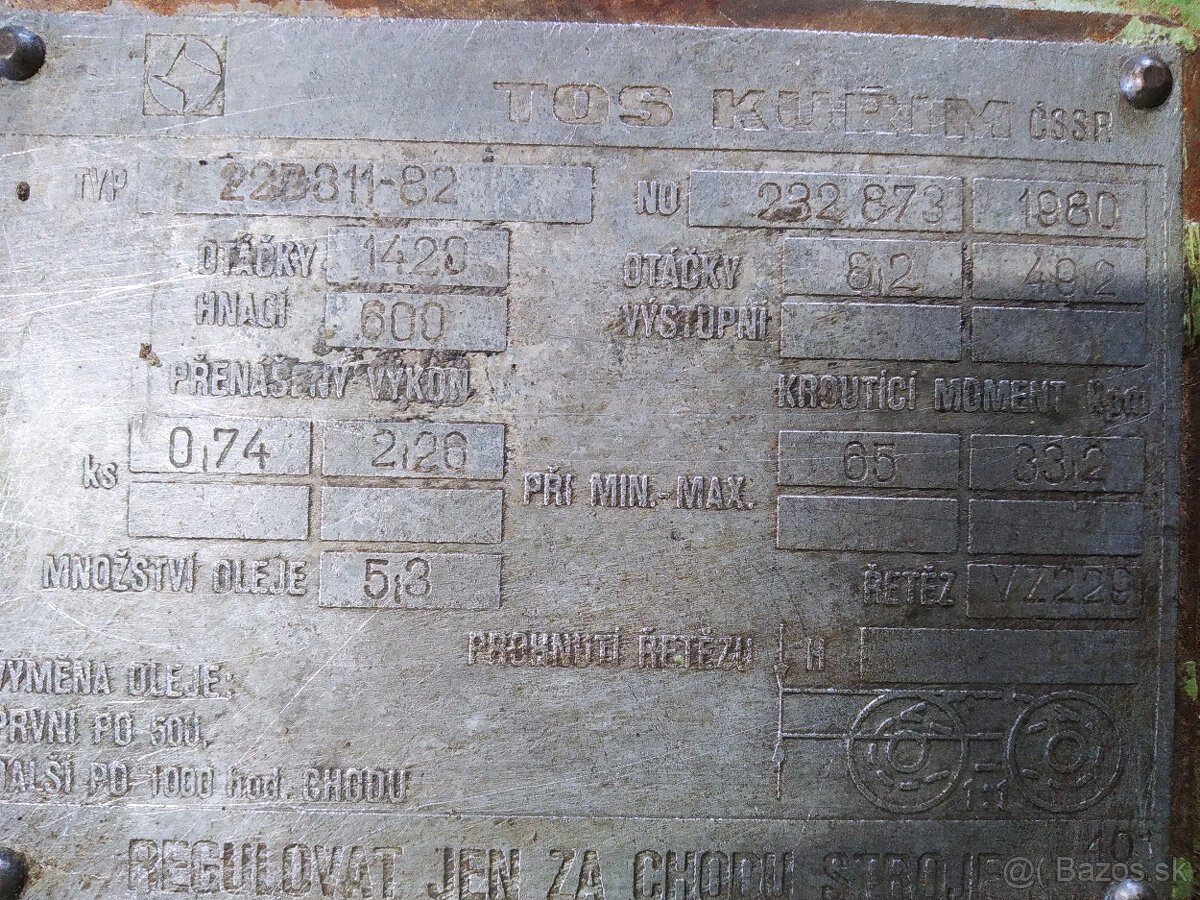 TOS KUŘIM ČSSR
TYP 22B811-82 NO 232 873 1980
OTÁČKY HNACÍ 1420 600
OTÁČKY VÝSTUPNÍ 8,2 49,2
PŘENÁŠENÝ VÝKON
ks 0,74 2,26
KROUTÍCÍ MOMENT kpm
PŘI MIN.-MAX. 65 33,2
MNOŽSTVÍ OLEJE 5,3
ŘETĚZ VZ229
PROHNUTÍ ŘETĚZU H
1:1
VÝMĚNA OLEJE:
PRVNÍ PO 500,
DALŠÍ PO 1000 hod. CHODU
REGULOVAT JEN ZA CHODU STROJE
Bazos.sk